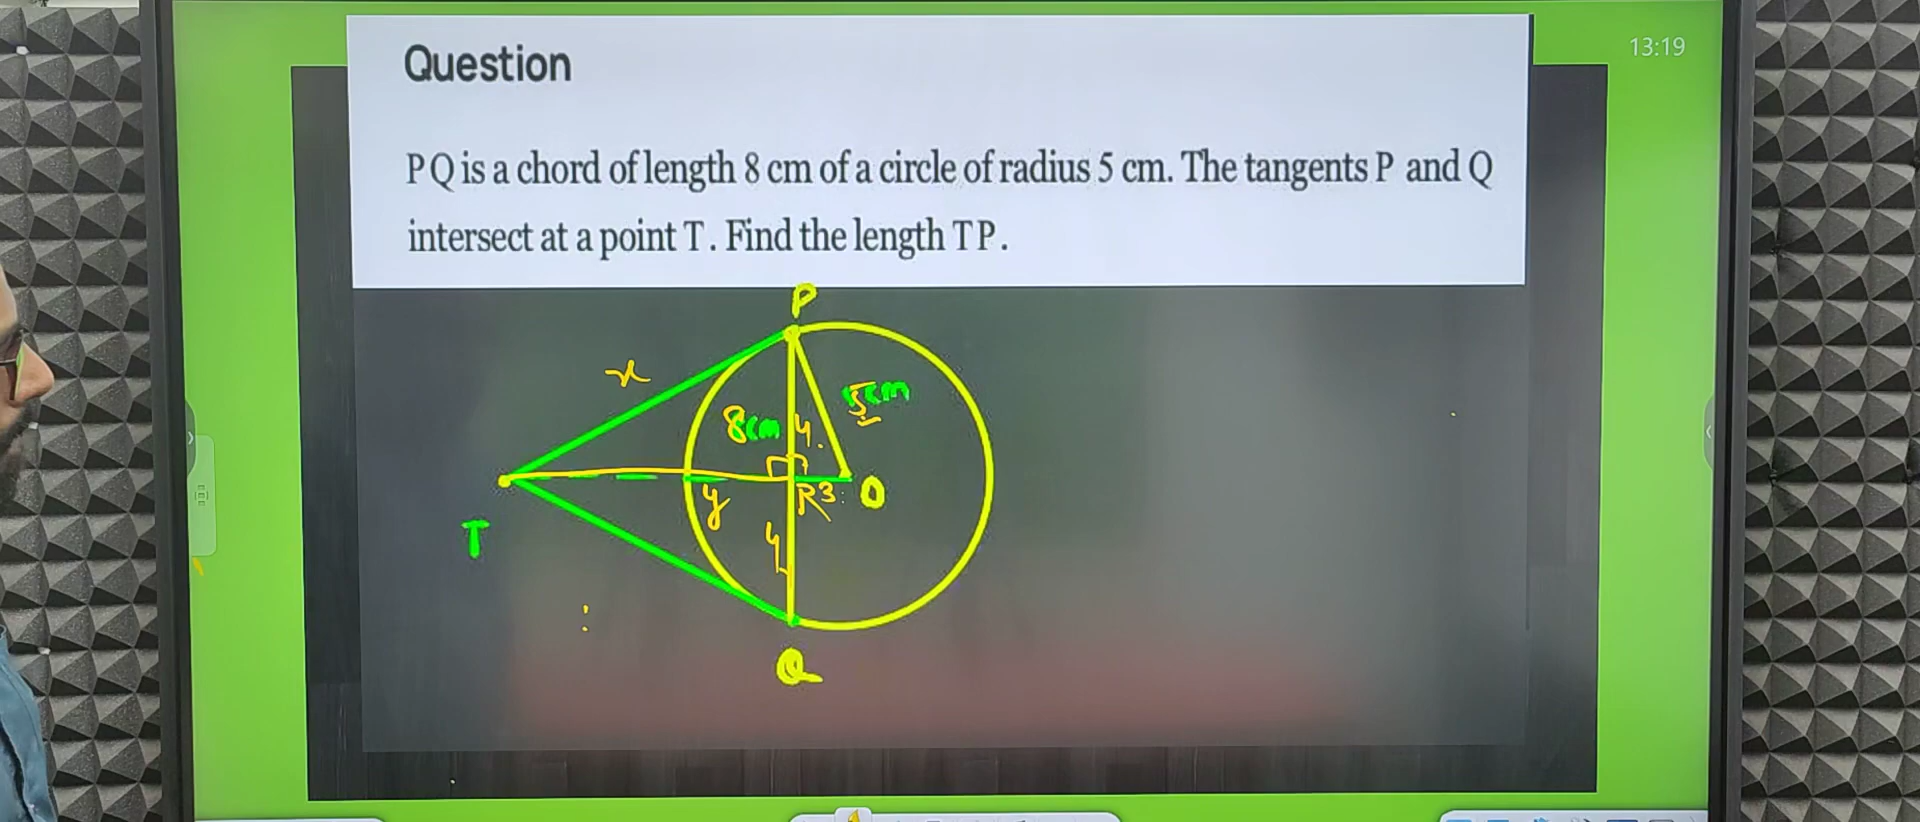 13:19
Question
PQ is a chord of length 8 cm of a circle of radius 5 cm. The tangents P and Q
intersect at a point T. Find the length TP.
P
x
5cm
8cm
4
y
R
3
O
T
4
Q